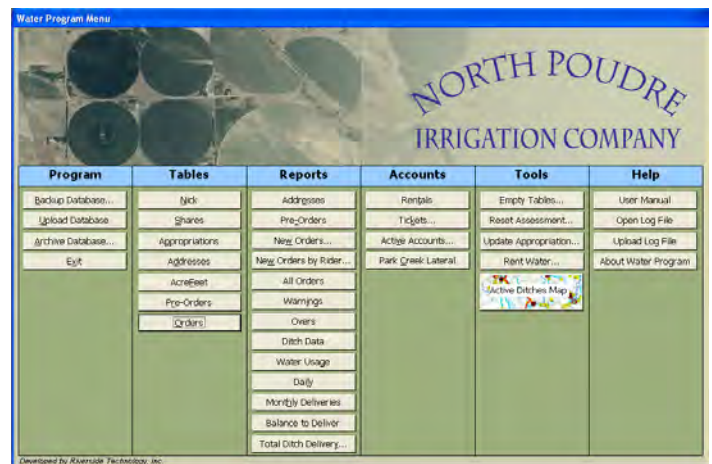 Water Program Menu
NORTH POUDRE
IRRIGATION COMPANY
Program Tables Reports Accounts Tools Help
Backup Database... Nick Addresses Rentals Empty Tables... User Manual
Upload Database Shares Pre-Orders Tickets... Reset Assessment... Open Log File
Archive Database... Appropriations New Orders... Active Accounts... Update Appropriation... Upload Log File
Exit Addresses New Orders by Rider... Park Creek Lateral Rent Water... About Water Program
AcreFeet All Orders Active Ditches Map
Pre-Orders Warnings
Orders Overs
Ditch Data
Water Usage
Daily
Monthly Deliveries
Balance to Deliver
Total Ditch Delivery...
Developed by Riverside Technology, inc